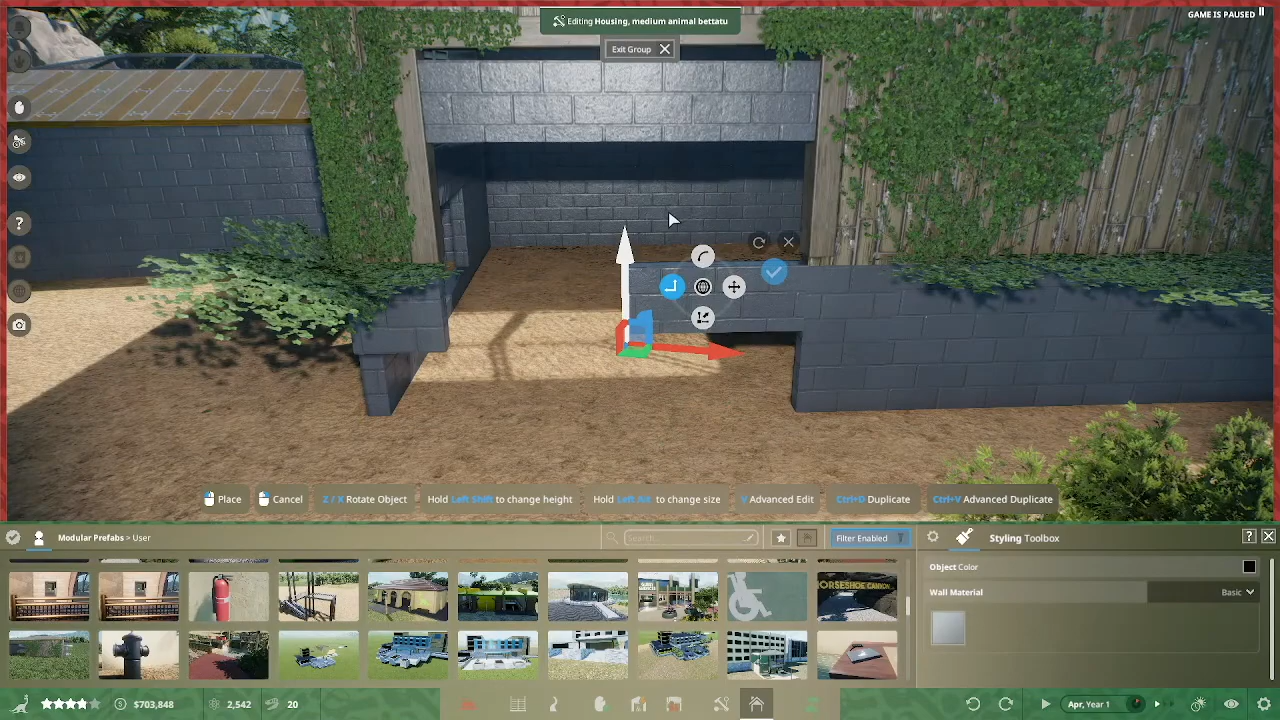 Editing Housing, medium animal bettatu
GAME IS PAUSED
Exit Group
?
Place
Cancel
Z / X Rotate Object
Hold Left Shift to change height
Hold Left Alt to change size
V Advanced Edit
Ctrl+D Duplicate
Ctrl+V Advanced Duplicate
Modular Prefabs > User
Search...
Filter Enabled
Styling Toolbox
?
Object Color
Wall Material
Basic
HORSESHOE CANYON
$703,848
2,542
20
Apr, Year 1